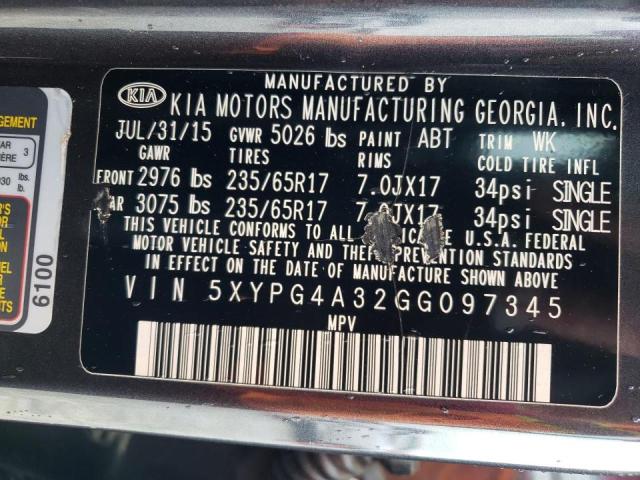 MANUFACTURED BY
KIA KIA MOTORS MANUFACTURING GEORGIA, INC.
JUL/31/15 GVWR 5026 lbs PAINT ABT TRIM WK
GAWR TIRES RIMS COLD TIRE INFL
FRONT 2976 lbs 235/65R17 7.0JX17 34psi SINGLE
3075 lbs 235/65R17 34psi SINGLE
THIS VEHICLE CONFORMS TO ALL U.S.A. FEDERAL
MOTOR VEHICLE SAFETY AND STANDARDS
IN EFFECT ON THE DATE OF MANUFACTURE SHOWN ABOVE.
VIN 5XYPG4A32GG097345
MPV
3
lbs.
lb.
6100